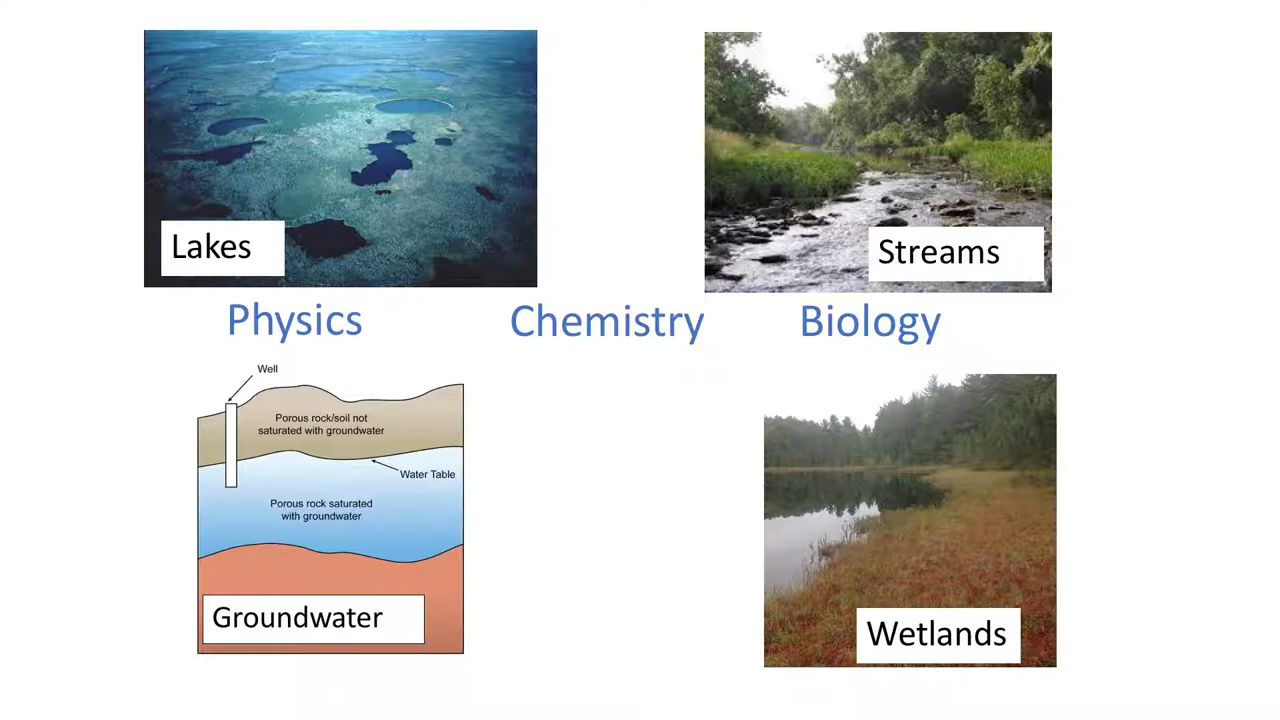 Lakes
Streams
Physics
Chemistry
Biology
Well
Porous rock/soil not
saturated with groundwater
Water Table
Porous rock saturated
with groundwater
Groundwater
Wetlands